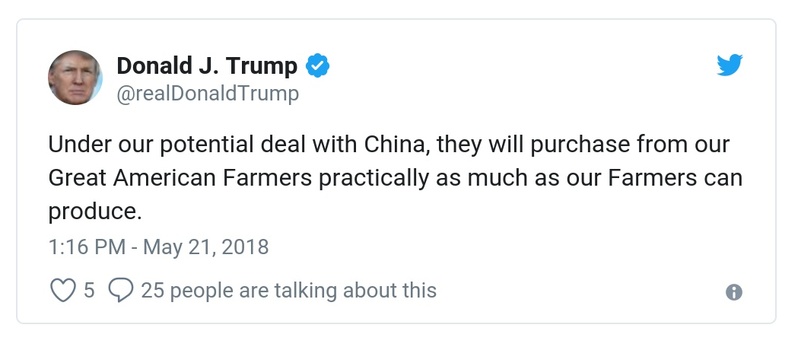 Donald J. Trump
@realDonaldTrump
Under our potential deal with China, they will purchase from our
Great American Farmers practically as much as our Farmers can
produce.
1:16 PM - May 21, 2018
5 25 people are talking about this